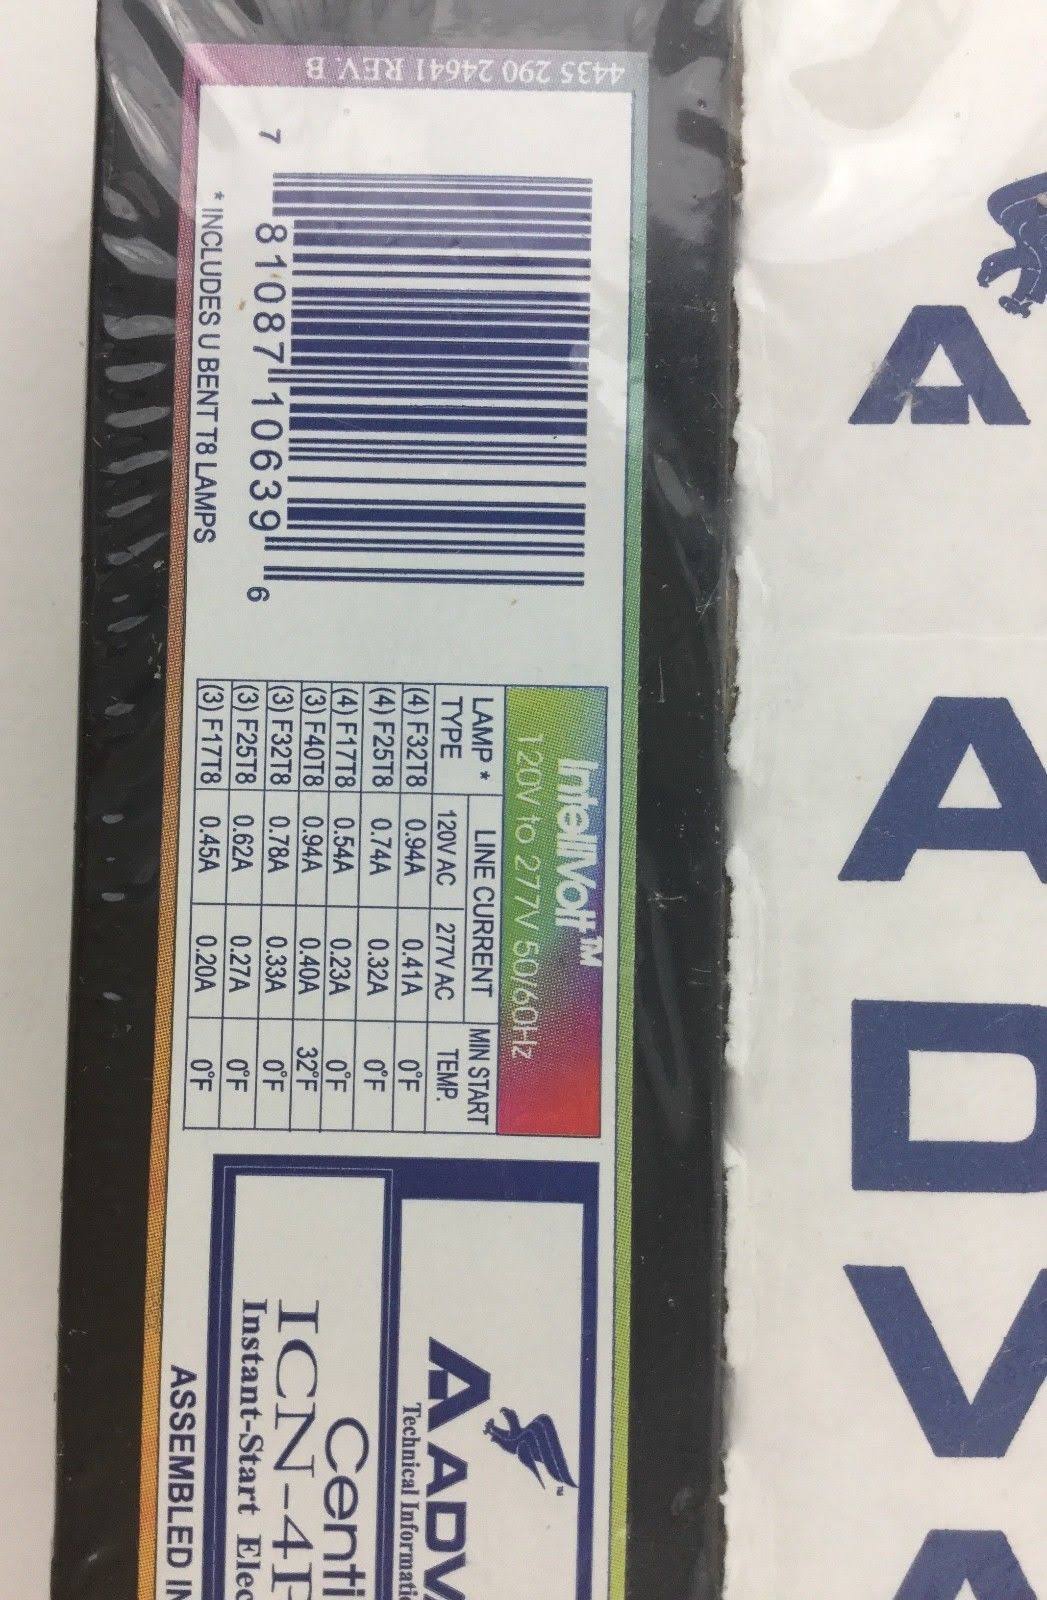 4435 290 24641 REV. B
7 81087 10639 6
* INCLUDES U BENT T8 LAMPS
IntelliVolt™
120V to 277V 50/60Hz
LAMP * TYPE LINE CURRENT MIN START TEMP.
120V AC 277V AC
(4) F32T8 0.94A 0.41A 0°F
(4) F25T8 0.74A 0.32A 0°F
(4) F17T8 0.54A 0.23A 0°F
(3) F40T8 0.94A 0.40A 32°F
(3) F32T8 0.78A 0.33A 0°F
(3) F25T8 0.62A 0.27A 0°F
(3) F17T8 0.45A 0.20A 0°F
ADV
Technical Informati
Centi
ICN-4P
Instant-Start Elec
ASSEMBLED IN
A
ADVA